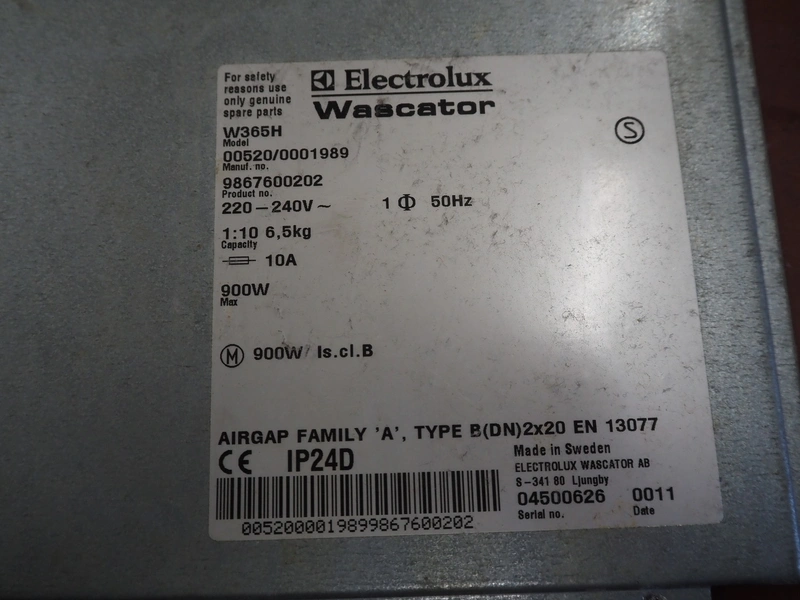 For safety
reasons use
only genuine
spare parts
Electrolux
Wascator
W365H
Model
S
00520/0001989
Manuf. no.
9867600202
Product no.
220–240V ~ 1 Φ 50Hz
1:10 6,5kg
Capacity
10A
900W
Max
M 900W Is.cl.B
AIRGAP FAMILY 'A', TYPE B(DN)2x20 EN 13077
CE IP24D
Made in Sweden
ELECTROLUX WASCATOR AB
S-341 80 Ljungby
04500626 0011
Serial no. Date
0052000019899867600202